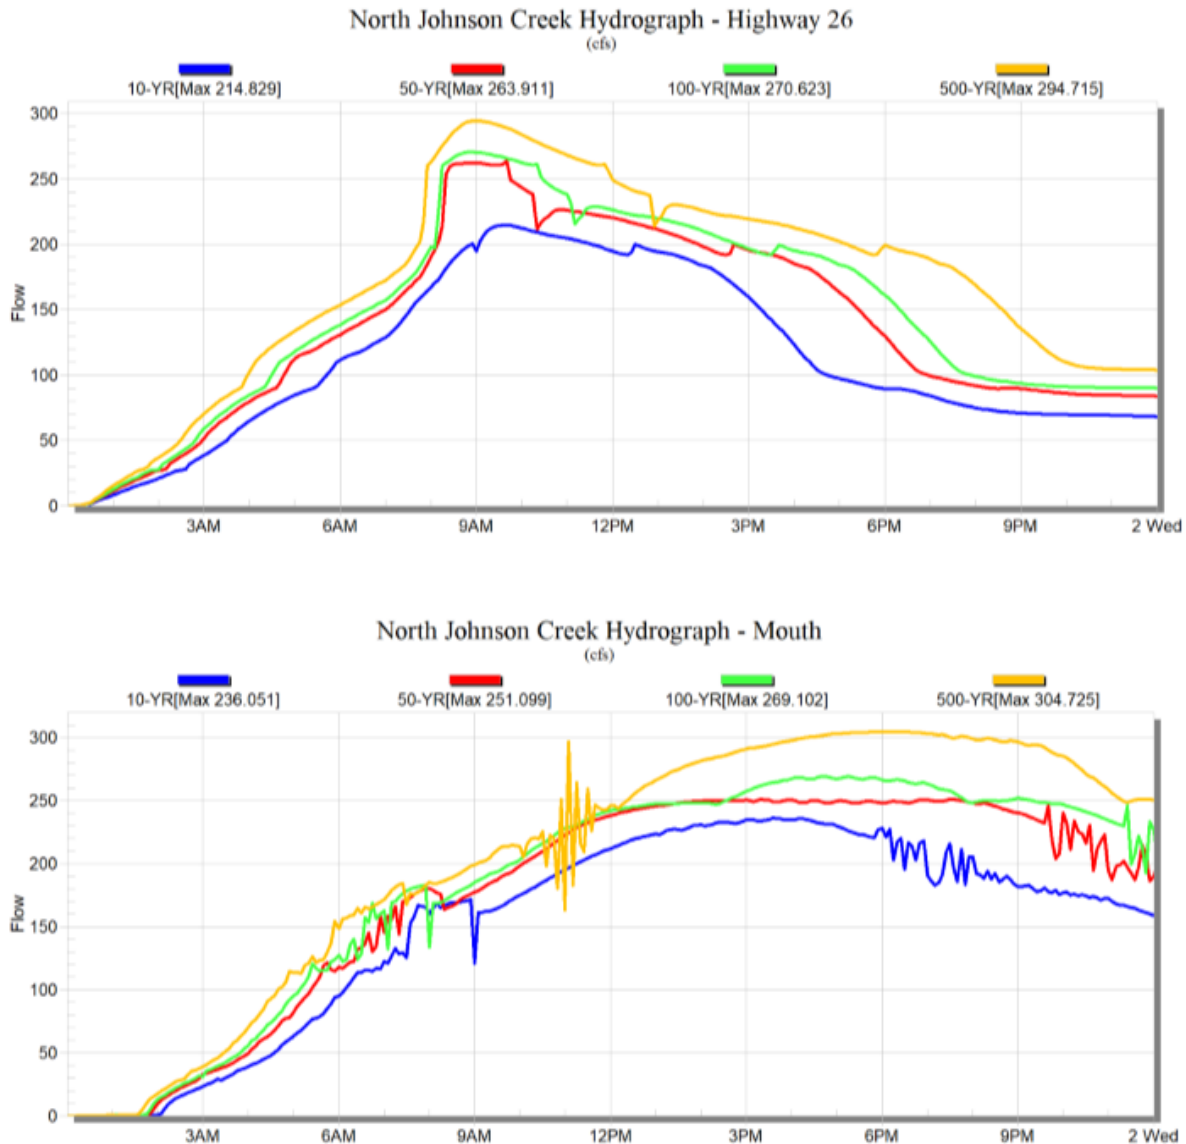 North Johnson Creek Hydrograph - Highway 26
(cfs)
10-YR[Max 214.829] 50-YR[Max 263.911] 100-YR[Max 270.623] 500-YR[Max 294.715]
300
250
200
150
100
50
0
Flow
3AM 6AM 9AM 12PM 3PM 6PM 9PM 2 Wed
North Johnson Creek Hydrograph - Mouth
(cfs)
10-YR[Max 236.051] 50-YR[Max 251.099] 100-YR[Max 269.102] 500-YR[Max 304.725]
300
250
200
150
100
50
0
Flow
3AM 6AM 9AM 12PM 3PM 6PM 9PM 2 Wed